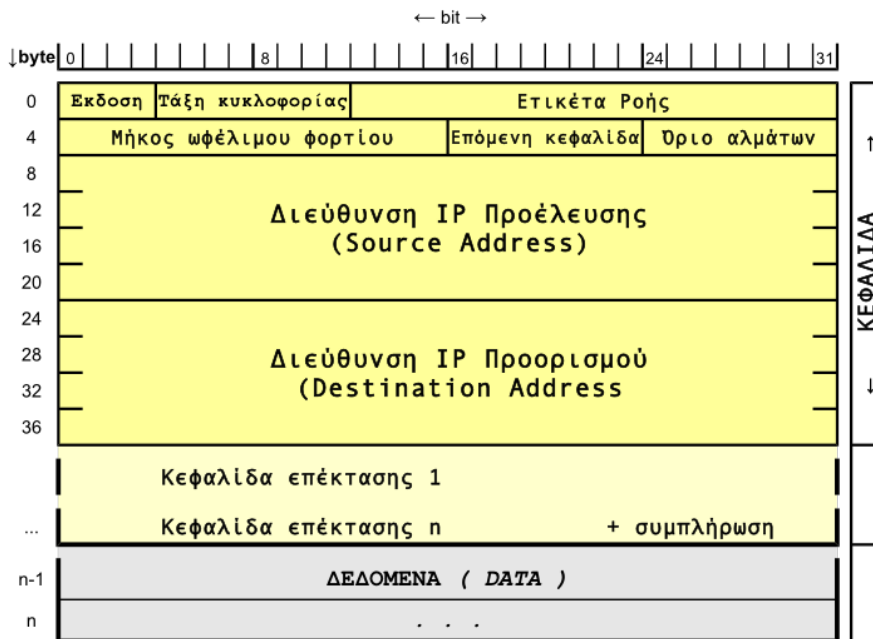 ← bit →
↓byte 0 8 16 24 31
0 Εκδοση Τάξη κυκλοφορίας Ετικέτα Ροής
4 Μήκος ωφέλιμου φορτίου Επόμενη κεφαλίδα Όριο αλμάτων
8
12 Διεύθυνση IP Προέλευσης
16 (Source Address)
20
24
28 Διεύθυνση IP Προορισμού
32 (Destination Address
36
↑ ΚΕΦΑΛΙΔΑ ↓
Κεφαλίδα επέκτασης 1
... Κεφαλίδα επέκτασης n + συμπλήρωση
n-1 ΔΕΔΟΜΕΝΑ ( DATA )
n . . .